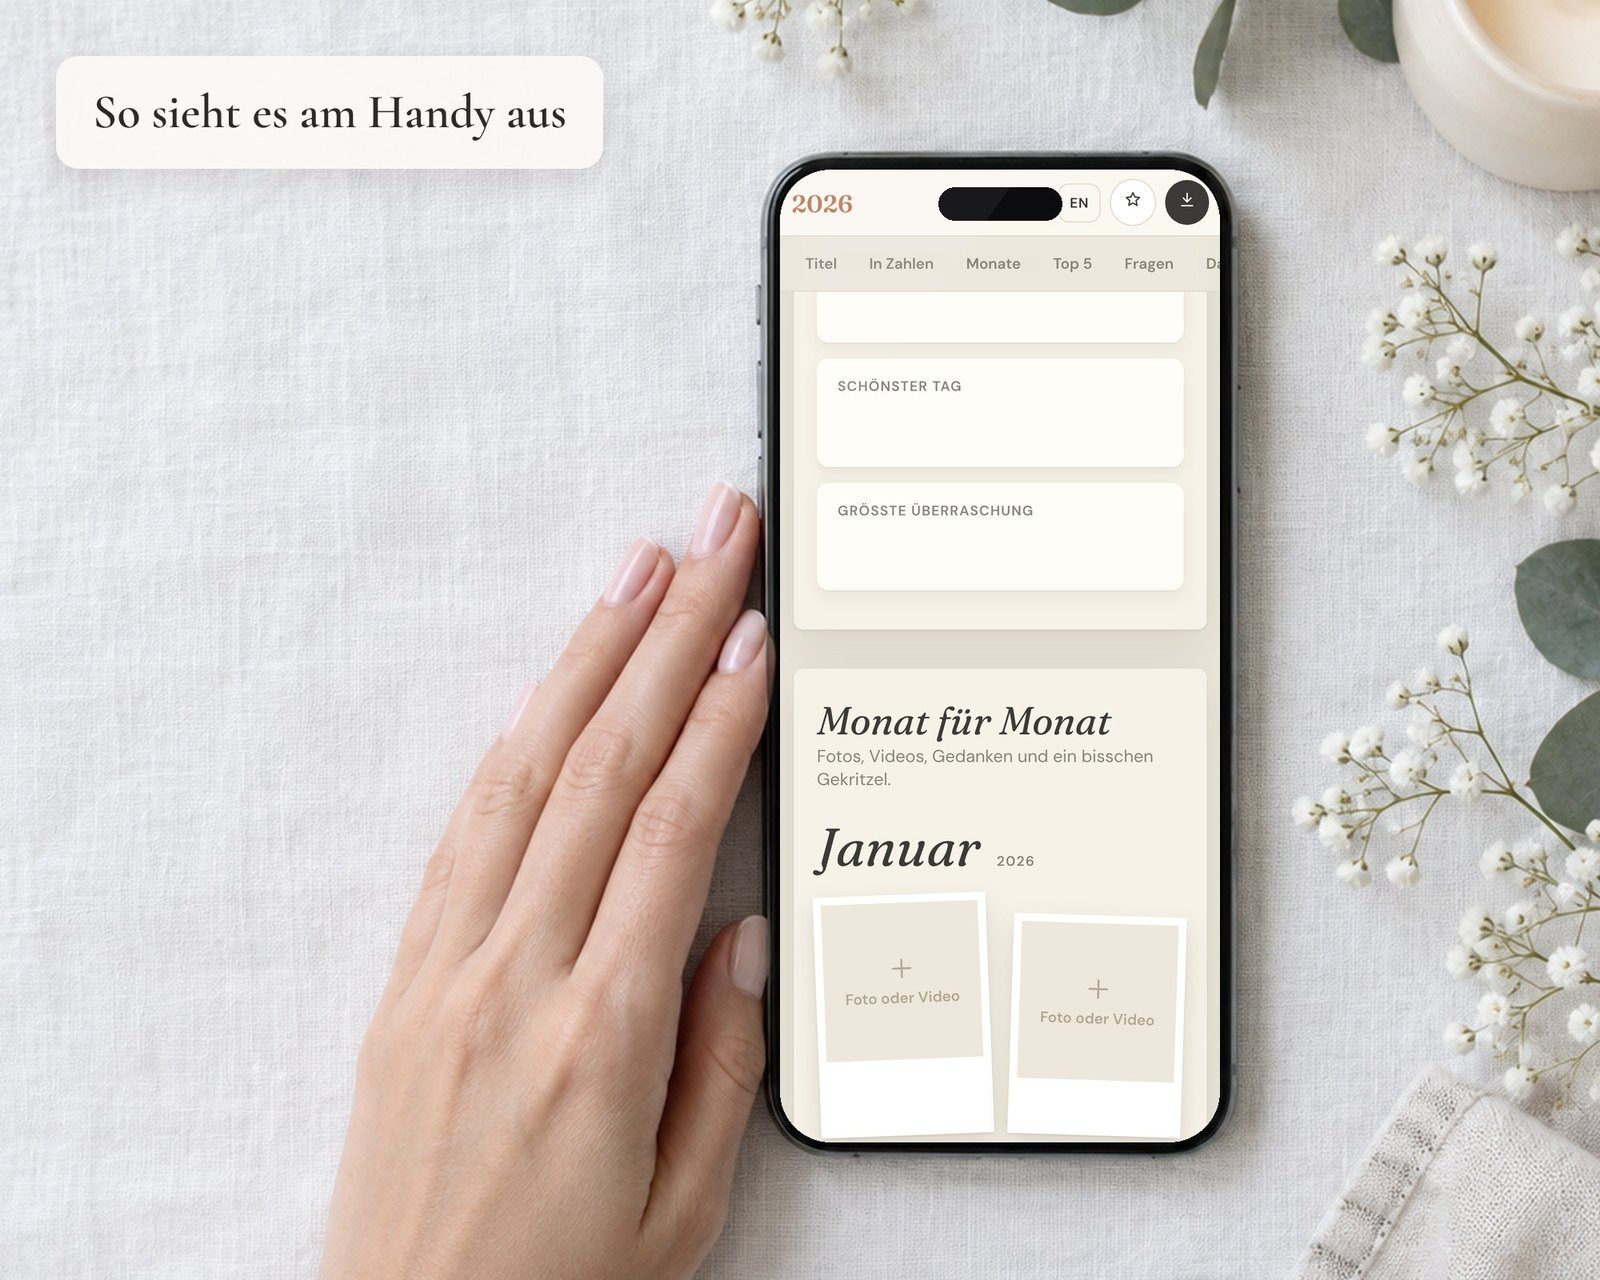 So sieht es am Handy aus
2026
EN
Titel In Zahlen Monate Top 5 Fragen
SCHÖNSTER TAG
GRÖSSTE ÜBERRASCHUNG
Monat für Monat
Fotos, Videos, Gedanken und ein bisschen
Gekritzel.
Januar 2026
Foto oder Video
Foto oder Video